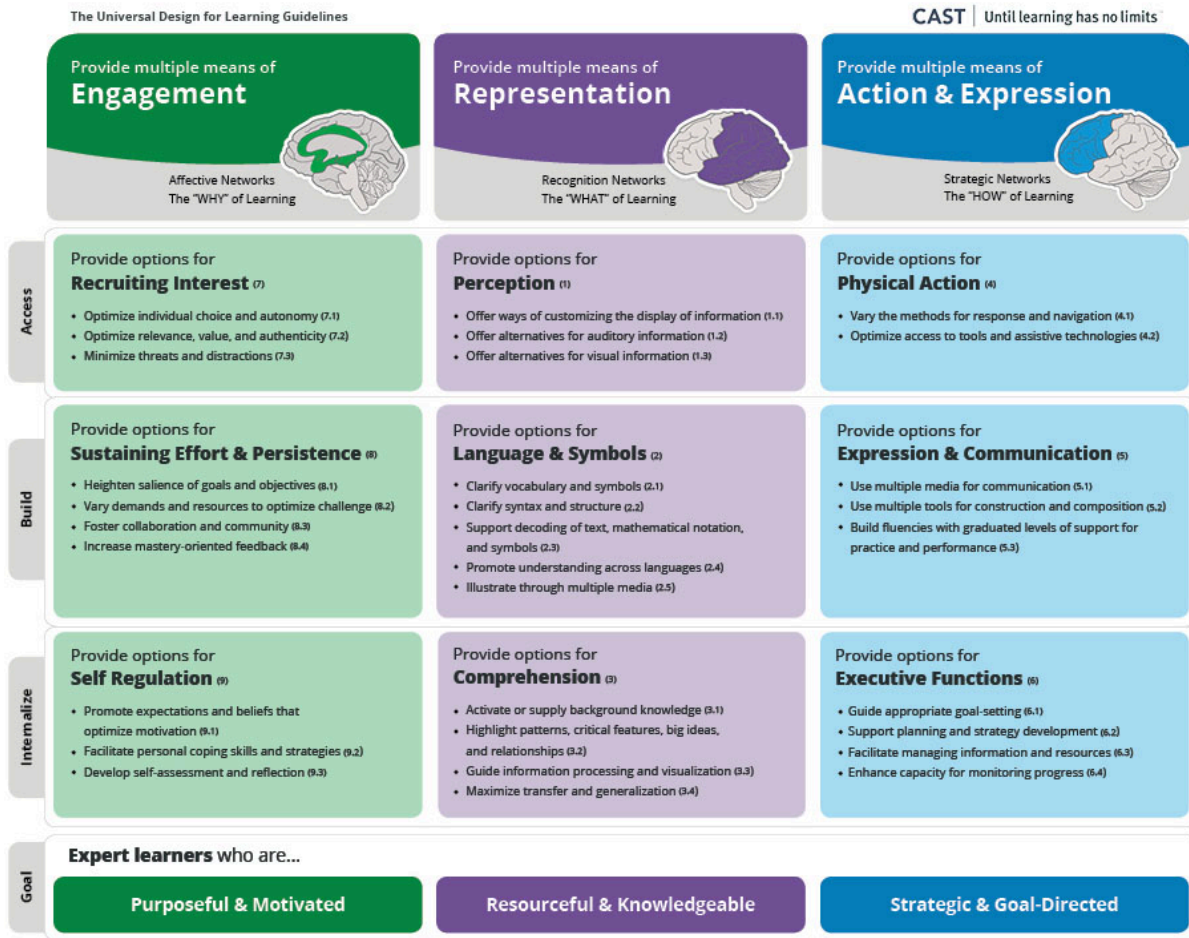 The Universal Design for Learning Guidelines
CAST | Until learning has no limits
Provide multiple means of
Engagement
Affective Networks
The "WHY" of Learning
Provide multiple means of
Representation
Recognition Networks
The "WHAT" of Learning
Provide multiple means of
Action & Expression
Strategic Networks
The "HOW" of Learning
Access
Provide options for
Recruiting Interest (7)
• Optimize individual choice and autonomy (7.1)
• Optimize relevance, value, and authenticity (7.2)
• Minimize threats and distractions (7.3)
Provide options for
Perception (1)
• Offer ways of customizing the display of information (1.1)
• Offer alternatives for auditory information (1.2)
• Offer alternatives for visual information (1.3)
Provide options for
Physical Action (4)
• Vary the methods for response and navigation (4.1)
• Optimize access to tools and assistive technologies (4.2)
Build
Provide options for
Sustaining Effort & Persistence (8)
• Heighten salience of goals and objectives (8.1)
• Vary demands and resources to optimize challenge (8.2)
• Foster collaboration and community (8.3)
• Increase mastery-oriented feedback (8.4)
Provide options for
Language & Symbols (2)
• Clarify vocabulary and symbols (2.1)
• Clarify syntax and structure (2.2)
• Support decoding of text, mathematical notation,
and symbols (2.3)
• Promote understanding across languages (2.4)
• Illustrate through multiple media (2.5)
Provide options for
Expression & Communication (5)
• Use multiple media for communication (5.1)
• Use multiple tools for construction and composition (5.2)
• Build fluencies with graduated levels of support for
practice and performance (5.3)
Internalize
Provide options for
Self Regulation (9)
• Promote expectations and beliefs that
optimize motivation (9.1)
• Facilitate personal coping skills and strategies (9.2)
• Develop self-assessment and reflection (9.3)
Provide options for
Comprehension (3)
• Activate or supply background knowledge (3.1)
• Highlight patterns, critical features, big ideas,
and relationships (3.2)
• Guide information processing and visualization (3.3)
• Maximize transfer and generalization (3.4)
Provide options for
Executive Functions (6)
• Guide appropriate goal-setting (6.1)
• Support planning and strategy development (6.2)
• Facilitate managing information and resources (6.3)
• Enhance capacity for monitoring progress (6.4)
Goal
Expert learners who are...
Purposeful & Motivated
Resourceful & Knowledgeable
Strategic & Goal-Directed